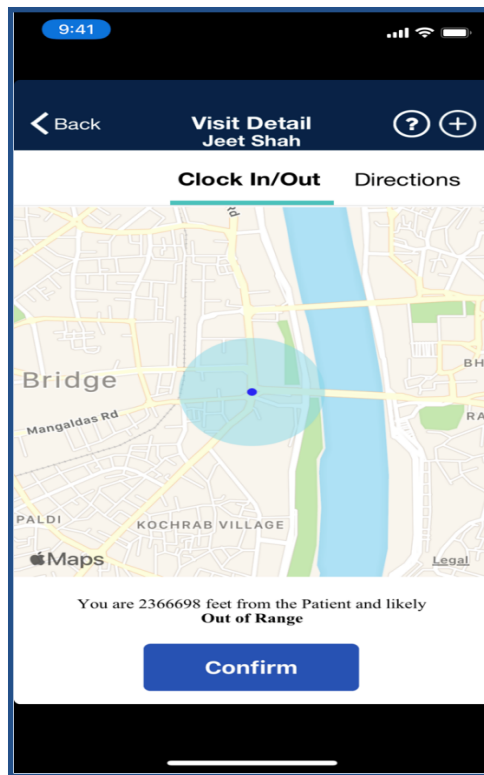 9:41
Back
Visit Detail
Jeet Shah
?
Clock In/Out
Directions
Rd
Bridge
BH
Mangaldas Rd
RA
PALDI
KOCHRAB VILLAGE
Maps
Legal
You are 2366698 feet from the Patient and likely
Out of Range
Confirm